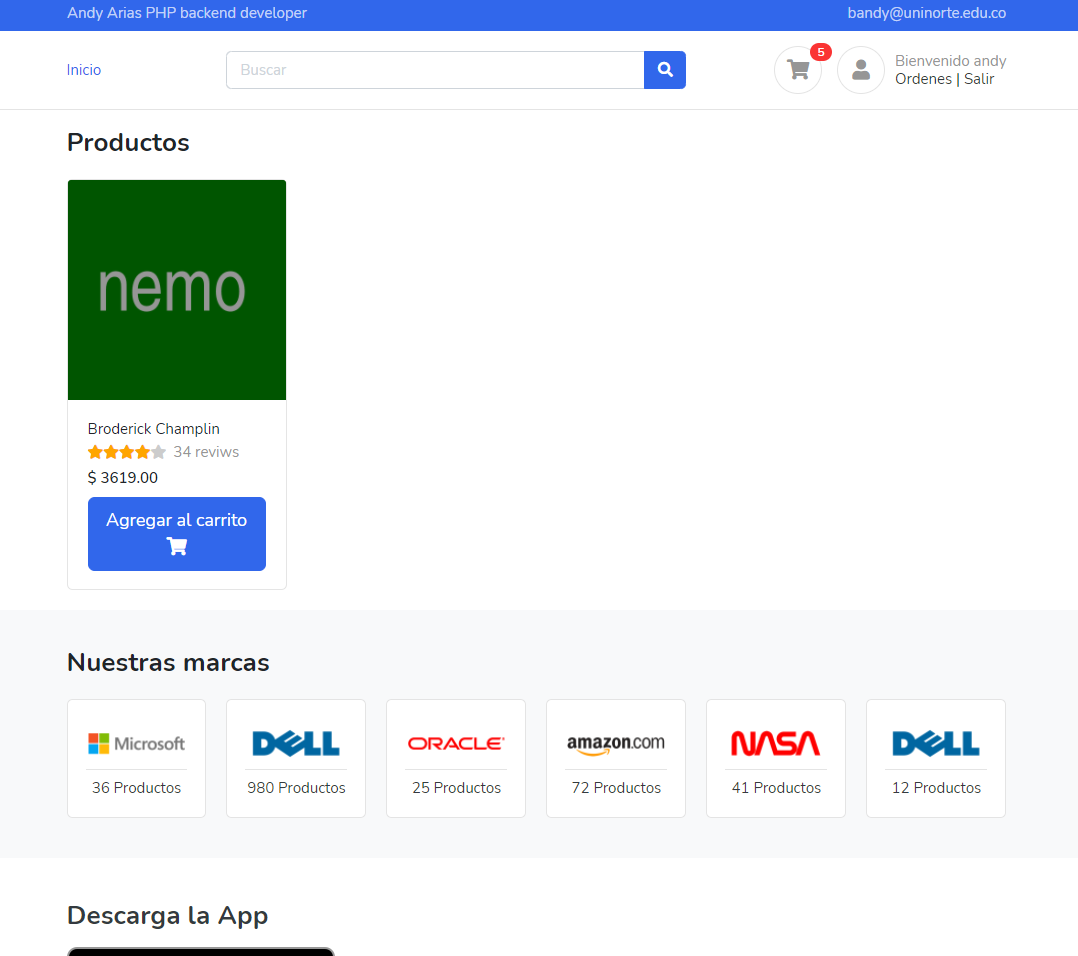 Andy Arias PHP backend developer
bandy@uninorte.edu.co
Inicio
Buscar
5
Bienvenido andy
Ordenes | Salir
Productos
nemo
Broderick Champlin
34 reviws
$ 3619.00
Agregar al carrito
Nuestras marcas
Microsoft
DELL
ORACLE
amazon.com
NASA
DELL
36 Productos
980 Productos
25 Productos
72 Productos
41 Productos
12 Productos
Descarga la App